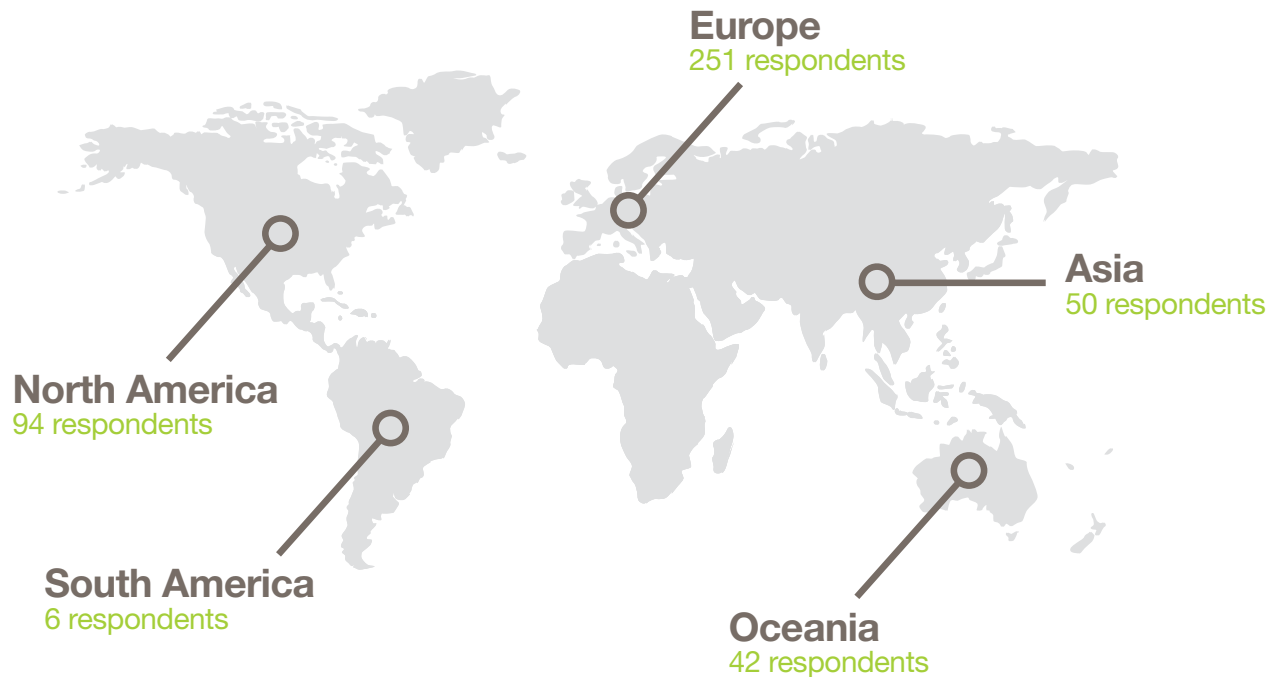 Europe
251 respondents
Asia
50 respondents
North America
94 respondents
South America
6 respondents
Oceania
42 respondents